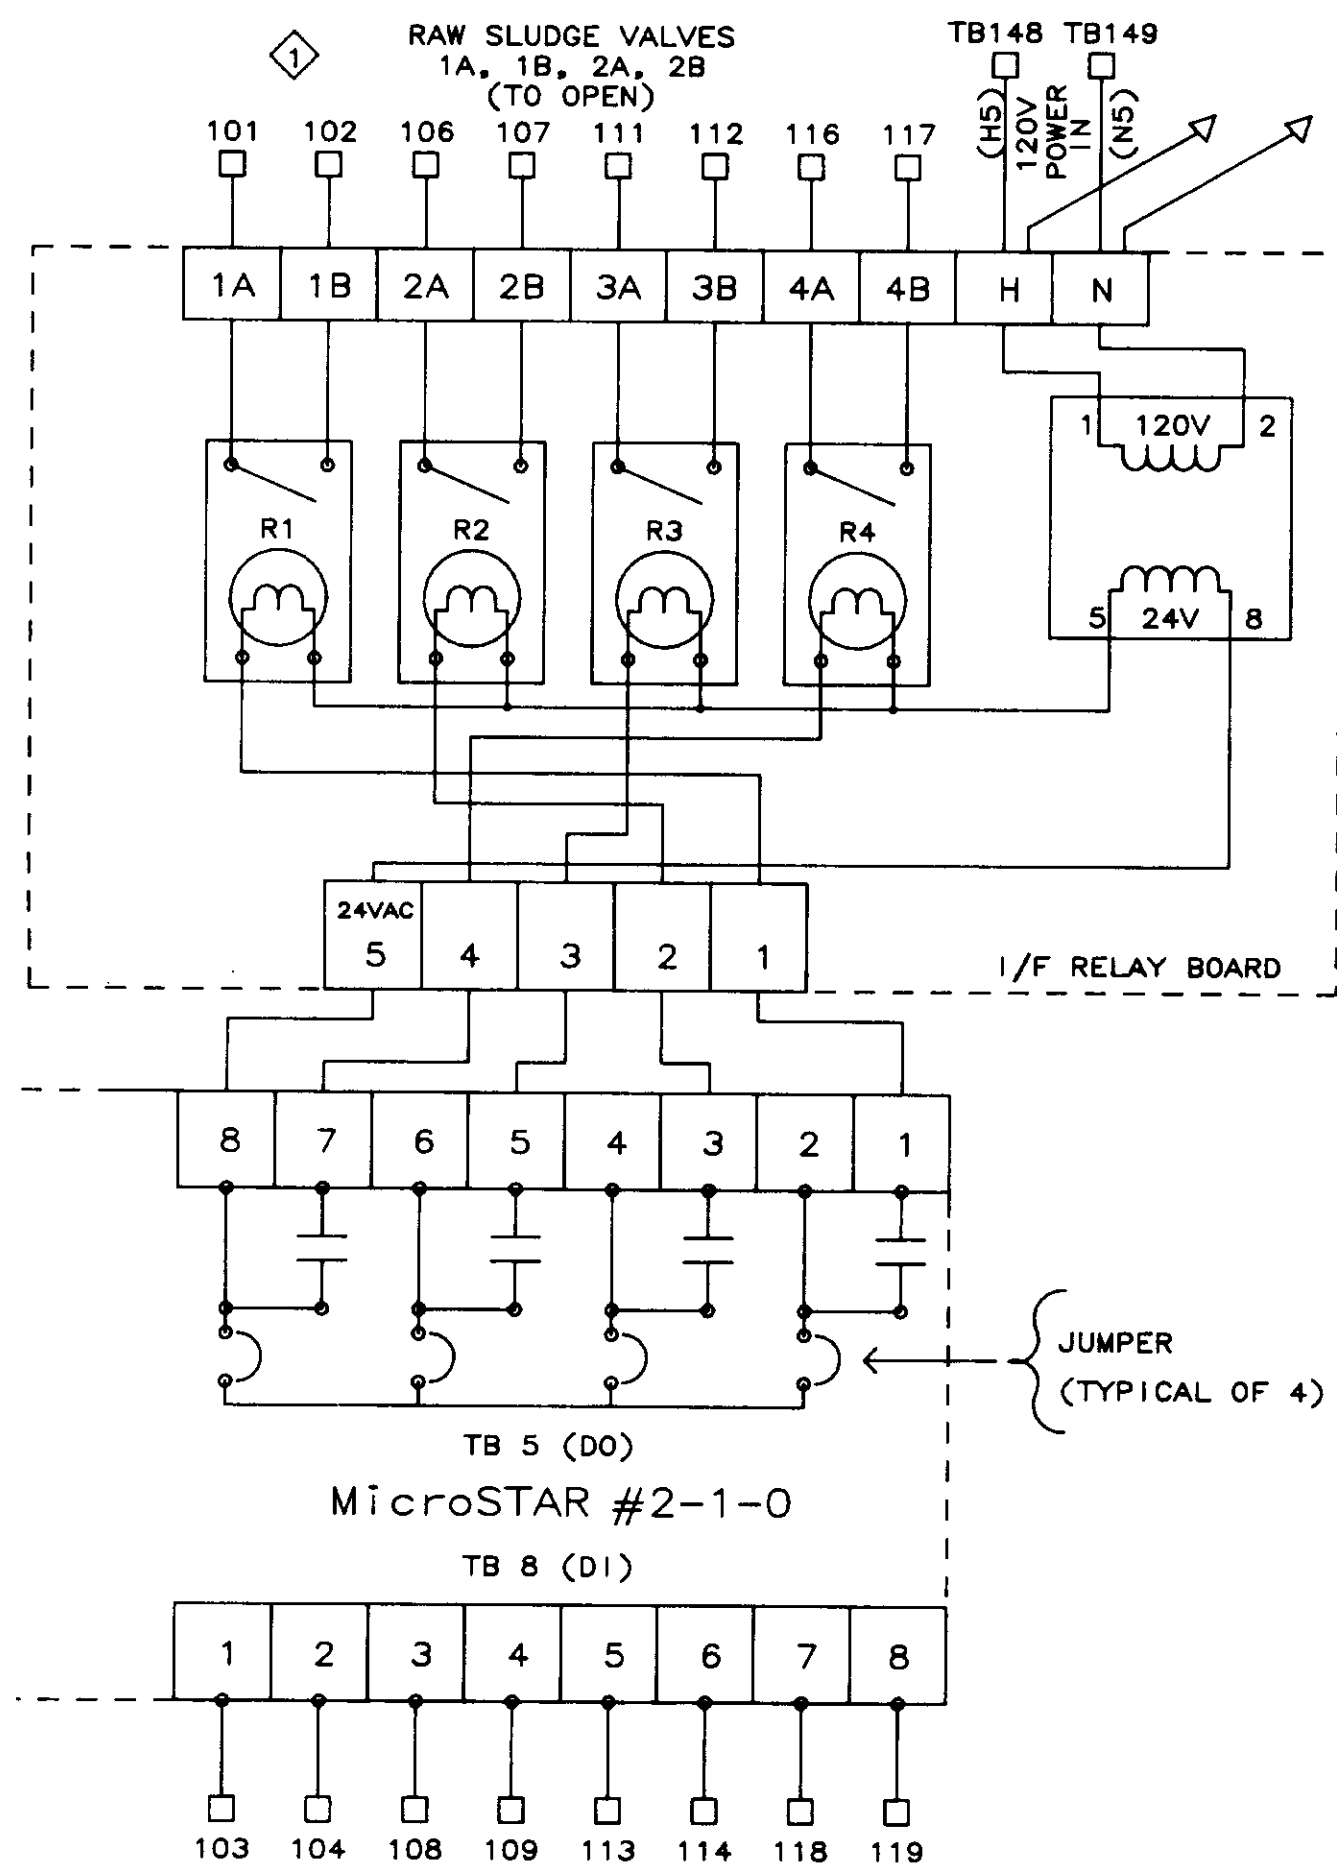 1
RAW SLUDGE VALVES
1A, 1B, 2A, 2B
(TO OPEN)
TB148 TB149
(H5)
120V
POWER
IN
(N5)
101 102 106 107 111 112 116 117
1A 1B 2A 2B 3A 3B 4A 4B H N
1 120V 2
R1 R2 R3 R4
5 24V 8
24VAC
5 4 3 2 1
I/F RELAY BOARD
8 7 6 5 4 3 2 1
JUMPER
(TYPICAL OF 4)
TB 5 (DO)
MicroSTAR #2-1-0
TB 8 (DI)
1 2 3 4 5 6 7 8
103 104 108 109 113 114 118 119